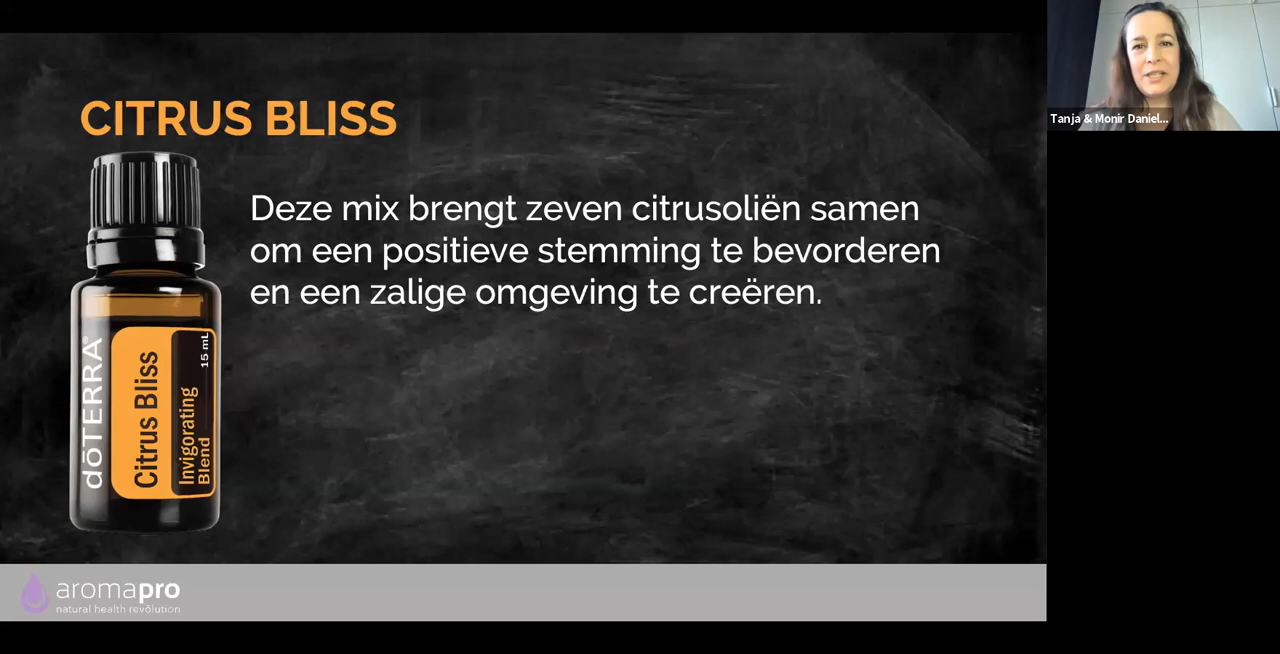 CITRUS BLISS
Deze mix brengt zeven citrusoliën samen
om een positieve stemming te bevorderen
en een zalige omgeving te creëren.
dōTERRA®
Citrus Bliss
Invigorating
Blend
15 mL
aromapro
natural health revōlution
Tanja & Monir Daniel...